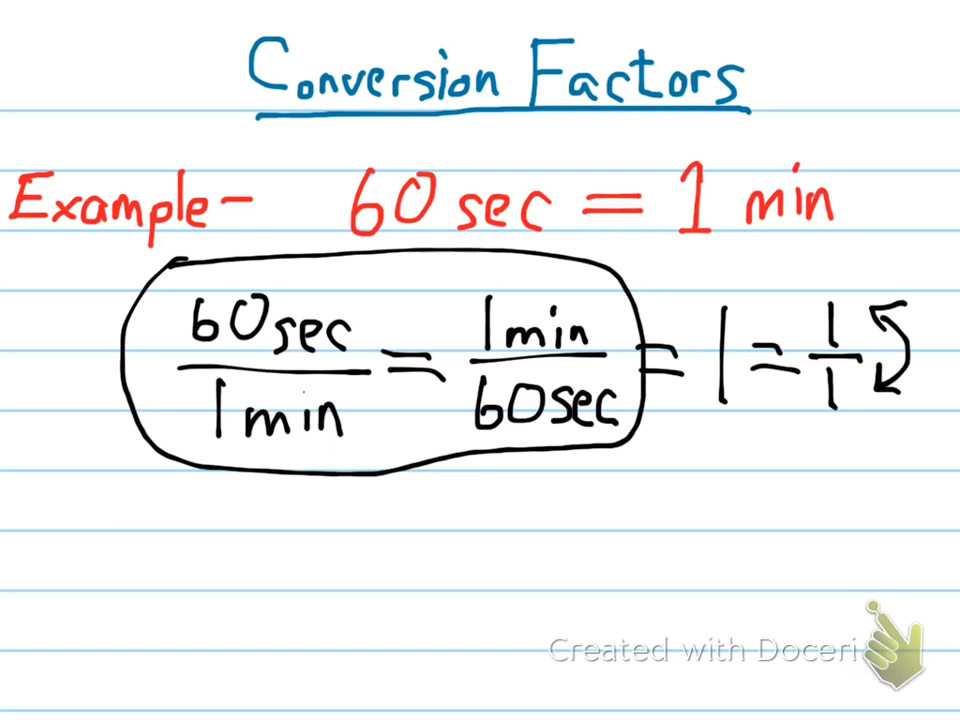 Conversion Factors
Example- 60 sec = 1 min
60sec/1min = 1min/60sec = 1 = 1/1
Created with Doceri